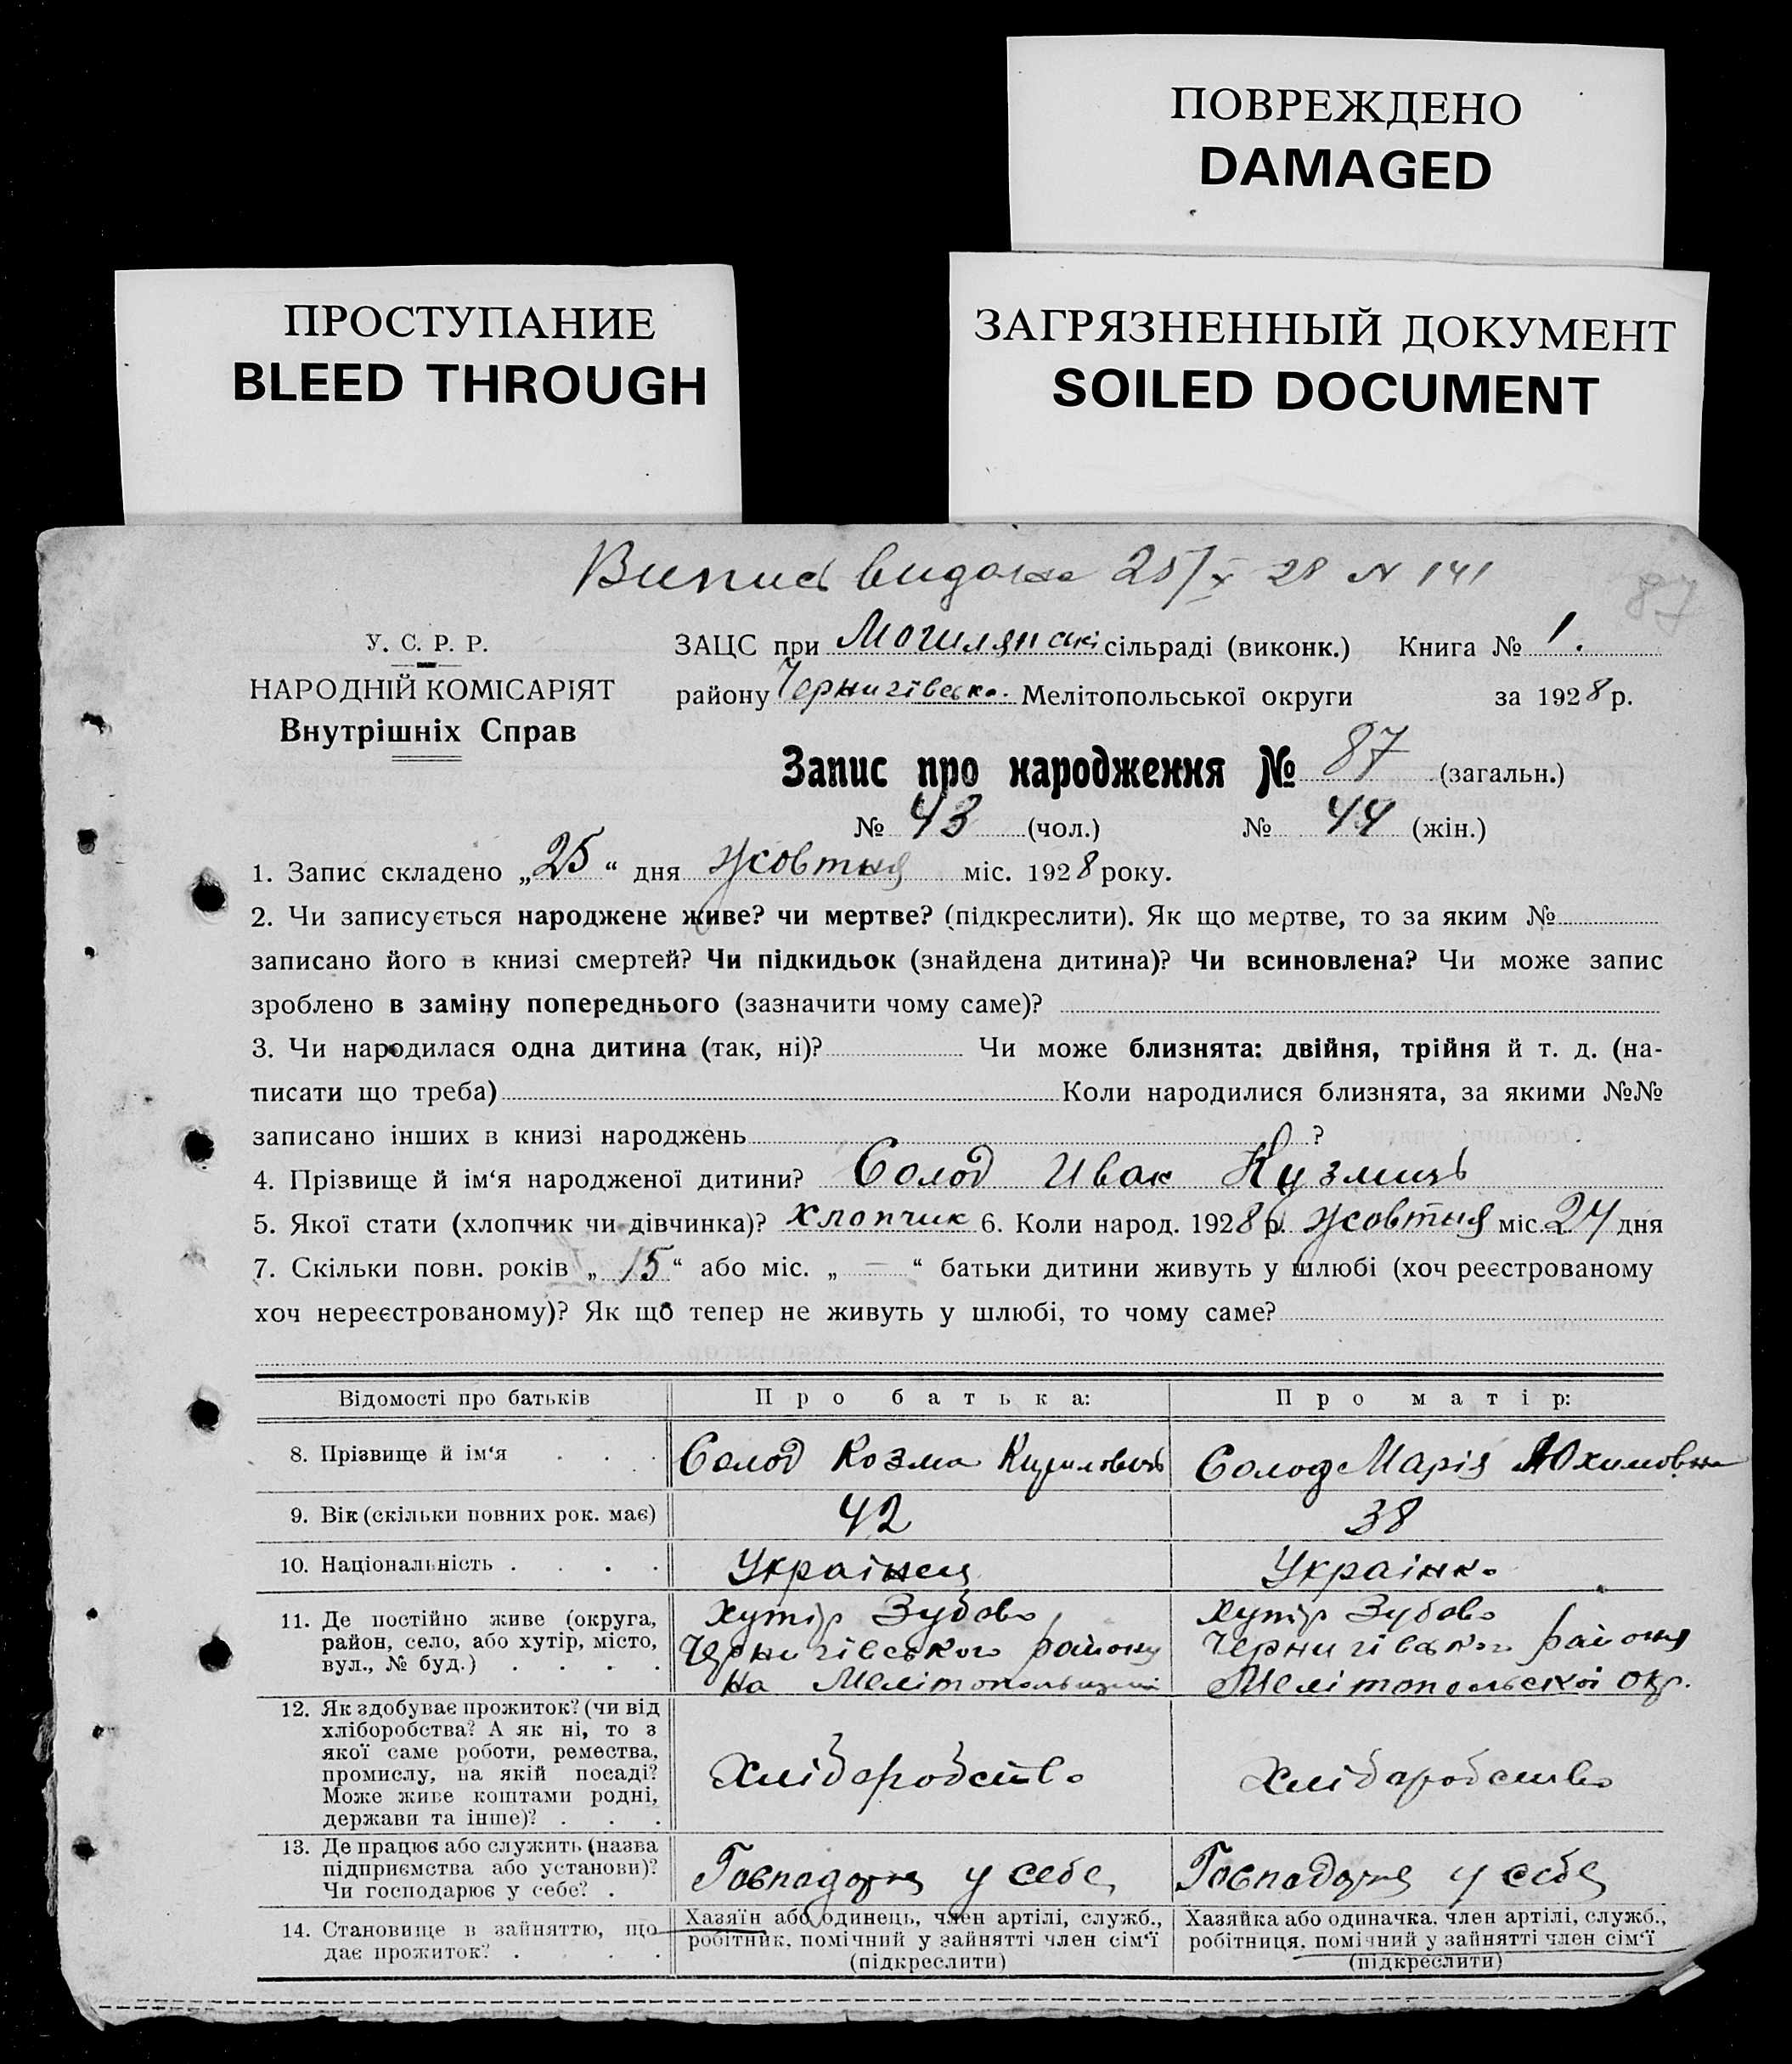 ПОВРЕЖДЕНО
DAMAGED
ПРОСТУПАНИЕ
BLEED THROUGH
ЗАГРЯЗНЕННЫЙ ДОКУМЕНТ
SOILED DOCUMENT
Випись видана 25/X 28 N 141
87
У. С. Р. Р.
НАРОДНІЙ КОМІСАРІЯТ
Внутрішніх Справ
ЗАЦС при Могилянські сільраді (виконк.) Книга № 1.
району Чернигівсько. Мелітопольської округи за 1928 р.
Запис про народження № 87 (загальн.)
№ 43 (чол.) № 44 (жін.)
1. Запис складено „25“ дня жовтня міс. 1928 року.
2. Чи записується народжене живе? чи мертве? (підкреслити). Як що мертве, то за яким №
записано його в книзі смертей? Чи підкидьок (знайдена дитина)? Чи всиновлена? Чи може запис
зроблено в заміну попереднього (зазначити чому саме)?
3. Чи народилася одна дитина (так, ні)? Чи може близнята: двійня, трійня й т. д. (на-
писати що треба) Коли народилися близнята, за якими №№
записано інших в книзі народжень ?
4. Прізвище й ім‘я народженої дитини? Солод Иван Кузмичь
5. Якої стати (хлопчик чи дівчинка)? хлопчик 6. Коли народ. 1928 р. жовтня міс. 24 дня
7. Скільки повн. років „15“ або міс. „–“ батьки дитини живуть у шлюбі (хоч реєстрованому
хоч нереєстрованому)? Як що тепер не живуть у шлюбі, то чому саме?
Відомості про батьків Про батька: Про матір:
8. Прізвище й ім‘я . . . Солод Козма Кирилович Солод Марія Юхимовна
9. Вік (скільки повних рок. має) 42 38
10. Національність . . . . Українец Українка
11. Де постійно живе (округа,
район, село, або хутір, місто,
вул., № буд.) . . . .
Хутір Зубово
Чернигівського району
на Мелітопольщині
Хутір Зубово
Чернигівського району
Мелітопольскоі окр.
12. Як здобуває прожиток? (чи від
хліборобства? А як ні, то з
якої саме роботи, ремества,
промислу, на якій посаді?
Може живе коштами родні,
держави та інше)? . . .
Хлібаробство
Хлібаробство
13. Де працює або служить (назва
підприємства або установи)?
Чи господарює у себе? .
Госпадарує у себе
Госпадарує у себе
14. Становище в зайняттю, що
дає прожиток? . . . .
Хазяїн або одинець, член артілі, служб.,
робітник, помічний у зайнятті член сім‘ї
(підкреслити)
Хазяйка або одиначка, член артілі, служб.,
робітниця, помічний у зайнятті член сім‘ї
(підкреслити)